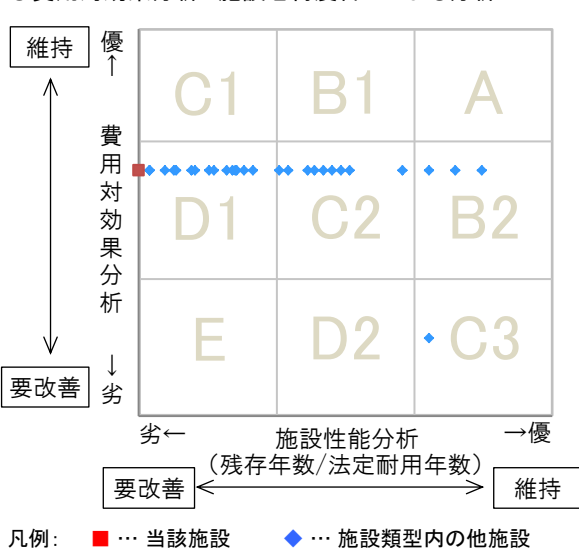 維持
優
↑
費用対効果分析
↓
劣
要改善
C1 B1 A
D1 C2 B2
E D2 C3
劣← 施設性能分析 →優
（残存年数/法定耐用年数）
要改善 維持
凡例: ■ … 当該施設 ◆ … 施設類型内の他施設